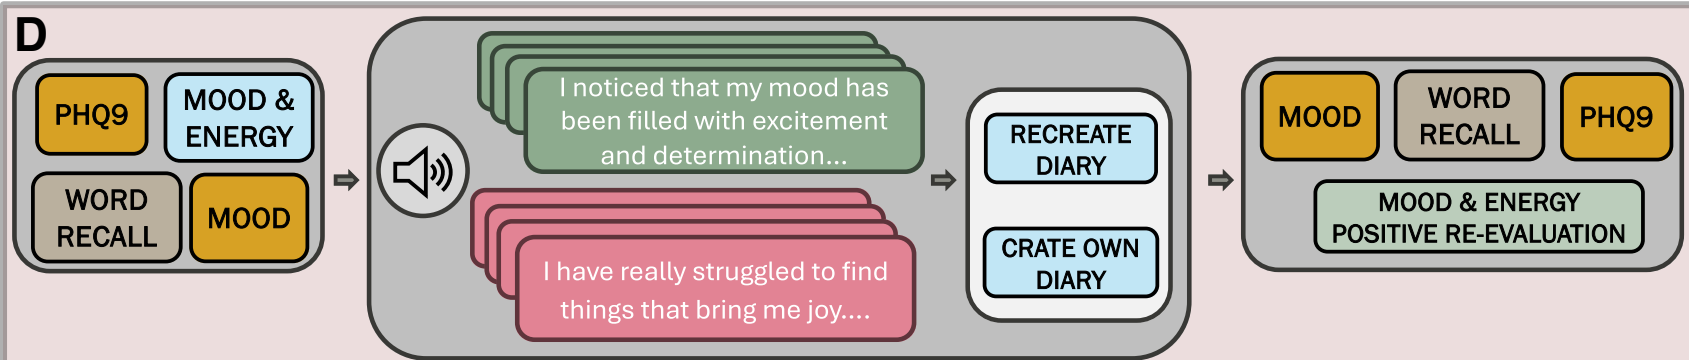 D
PHQ9
MOOD &
ENERGY
WORD
RECALL
MOOD
I noticed that my mood has
been filled with excitement
and determination...
I have really struggled to find
things that bring me joy....
RECREATE
DIARY
CRATE OWN
DIARY
MOOD
WORD
RECALL
PHQ9
MOOD & ENERGY
POSITIVE RE-EVALUATION